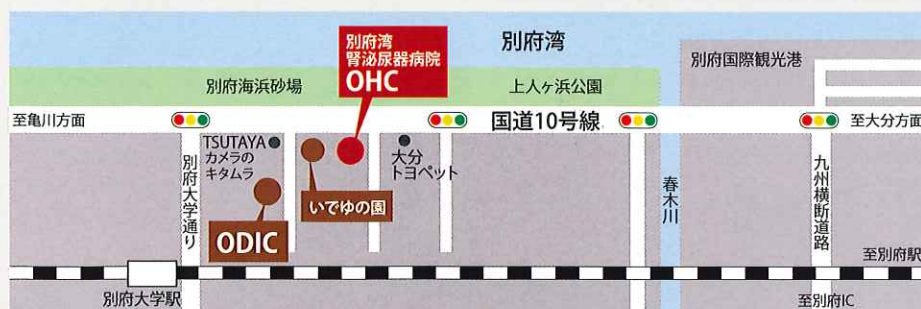 別府湾
別府湾
腎泌尿器病院
OHC
別府国際観光港
別府海浜砂場
上人ヶ浜公園
至亀川方面
国道10号線
至大分方面
TSUTAYA
カメラの
キタムラ
大分
トヨペット
別府大学通り
いでゆの園
ODIC
春木川
九州横断道路
至別府駅
別府大学駅
至別府IC